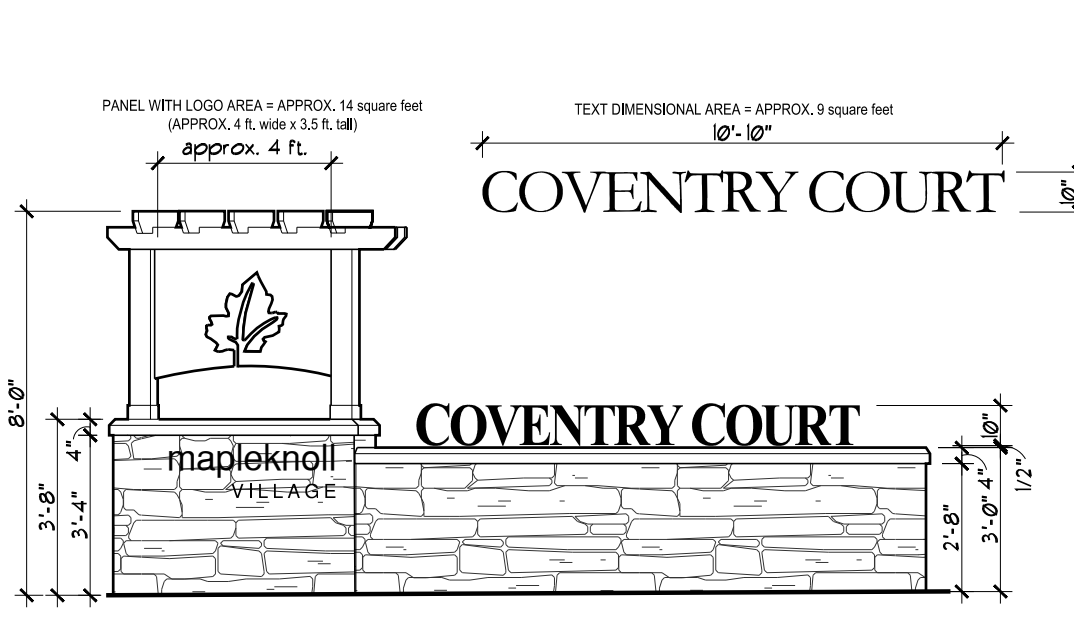 PANEL WITH LOGO AREA = APPROX. 14 square feet
(APPROX. 4 ft. wide x 3.5 ft. tall)
approx. 4 ft.
TEXT DIMENSIONAL AREA = APPROX. 9 square feet
10'-10"
COVENTRY COURT
10"
8'-0"
3'-8"
4"
3'-4"
mapleknoll
VILLAGE
COVENTRY COURT
10"
2'-8"
4"
3'-0"
1/2"